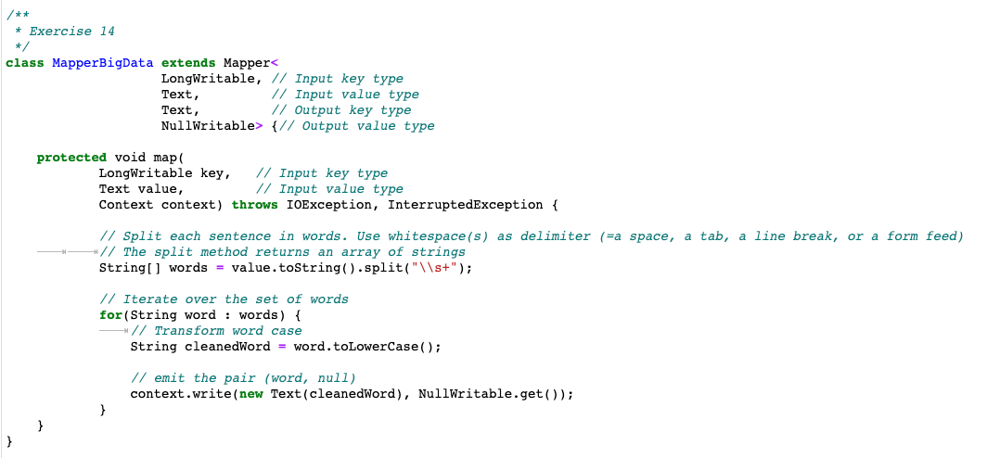 /**
 * Exercise 14
 */
class MapperBigData extends Mapper<
                    LongWritable, // Input key type
                    Text,         // Input value type
                    Text,         // Output key type
                    NullWritable> {// Output value type

    protected void map(
            LongWritable key,   // Input key type
            Text value,         // Input value type
            Context context) throws IOException, InterruptedException {

            // Split each sentence in words. Use whitespace(s) as delimiter (=a space, a tab, a line break, or a form feed)
            // The split method returns an array of strings
            String[] words = value.toString().split("\\s+");

            // Iterate over the set of words
            for(String word : words) {
                // Transform word case
                String cleanedWord = word.toLowerCase();

                // emit the pair (word, null)
                context.write(new Text(cleanedWord), NullWritable.get());
            }
    }
}